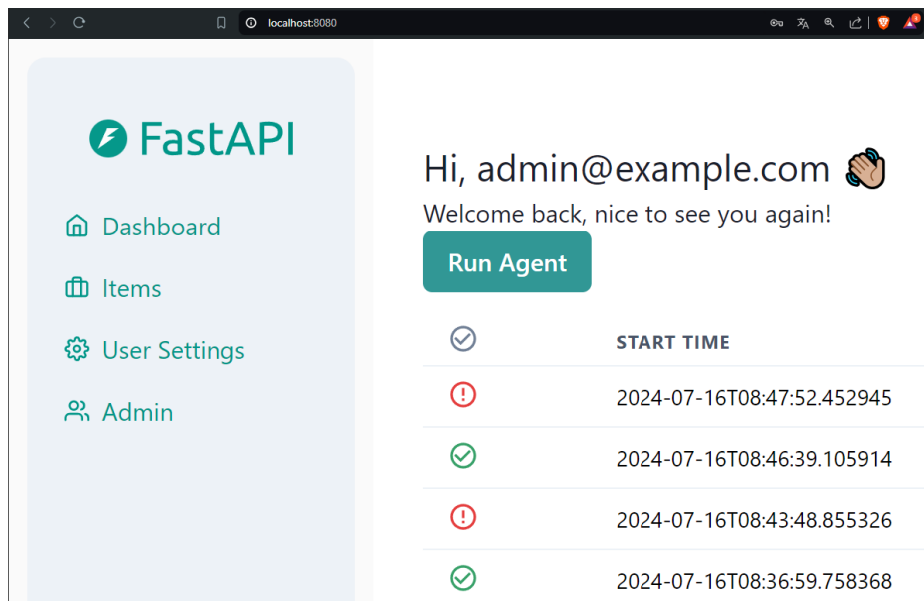 localhost:8080
FastAPI
Dashboard
Items
User Settings
Admin
Hi, admin@example.com 👋🏽
Welcome back, nice to see you again!
Run Agent
START TIME
2024-07-16T08:47:52.452945
2024-07-16T08:46:39.105914
2024-07-16T08:43:48.855326
2024-07-16T08:36:59.758368